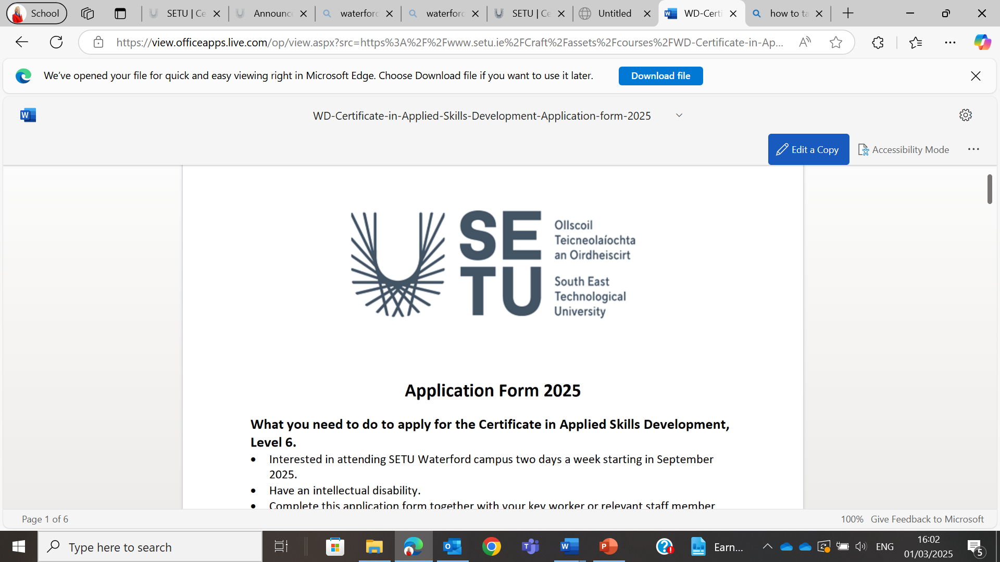 School
SETU | Ce
Announc
waterford
waterford
SETU | Ce
Untitled
WD-Certi
how to ta
https://view.officeapps.live.com/op/view.aspx?src=https%3A%2F%2Fwww.setu.ie%2FCraft%2Fassets%2Fcourses%2FWD-Certificate-in-Ap...
We've opened your file for quick and easy viewing right in Microsoft Edge. Choose Download file if you want to use it later.
Download file
WD-Certificate-in-Applied-Skills-Development-Application-form-2025
Edit a Copy
Accessibility Mode
SE
TU
Ollscoil
Teicneolaíochta
an Oirdheiscirt
South East
Technological
University
Application Form 2025
What you need to do to apply for the Certificate in Applied Skills Development,
Level 6.
• Interested in attending SETU Waterford campus two days a week starting in September
2025.
• Have an intellectual disability.
• Complete this application form together with your key worker or relevant staff member
Page 1 of 6
100%
Give Feedback to Microsoft
Type here to search
Earn...
ENG
16:02
01/03/2025
5